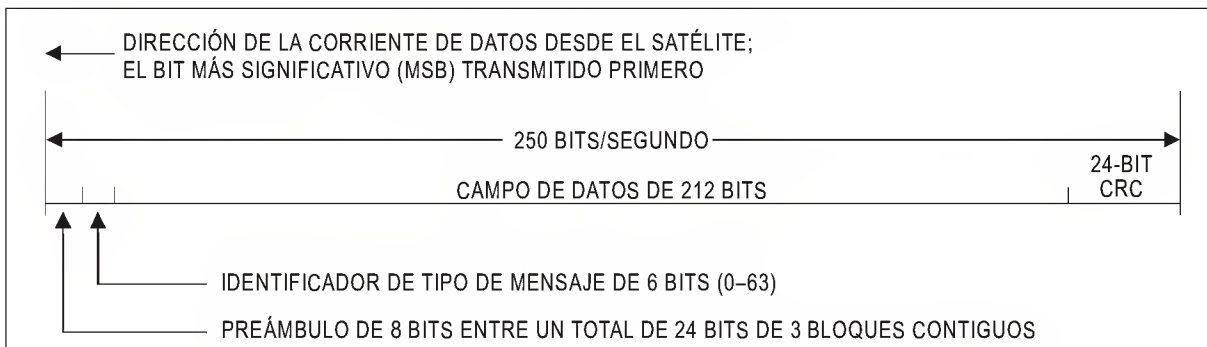 DIRECCIÓN DE LA CORRIENTE DE DATOS DESDE EL SATÉLITE;
EL BIT MÁS SIGNIFICATIVO (MSB) TRANSMITIDO PRIMERO
250 BITS/SEGUNDO
24-BIT
CRC
CAMPO DE DATOS DE 212 BITS
IDENTIFICADOR DE TIPO DE MENSAJE DE 6 BITS (0–63)
PREÁMBULO DE 8 BITS ENTRE UN TOTAL DE 24 BITS DE 3 BLOQUES CONTIGUOS